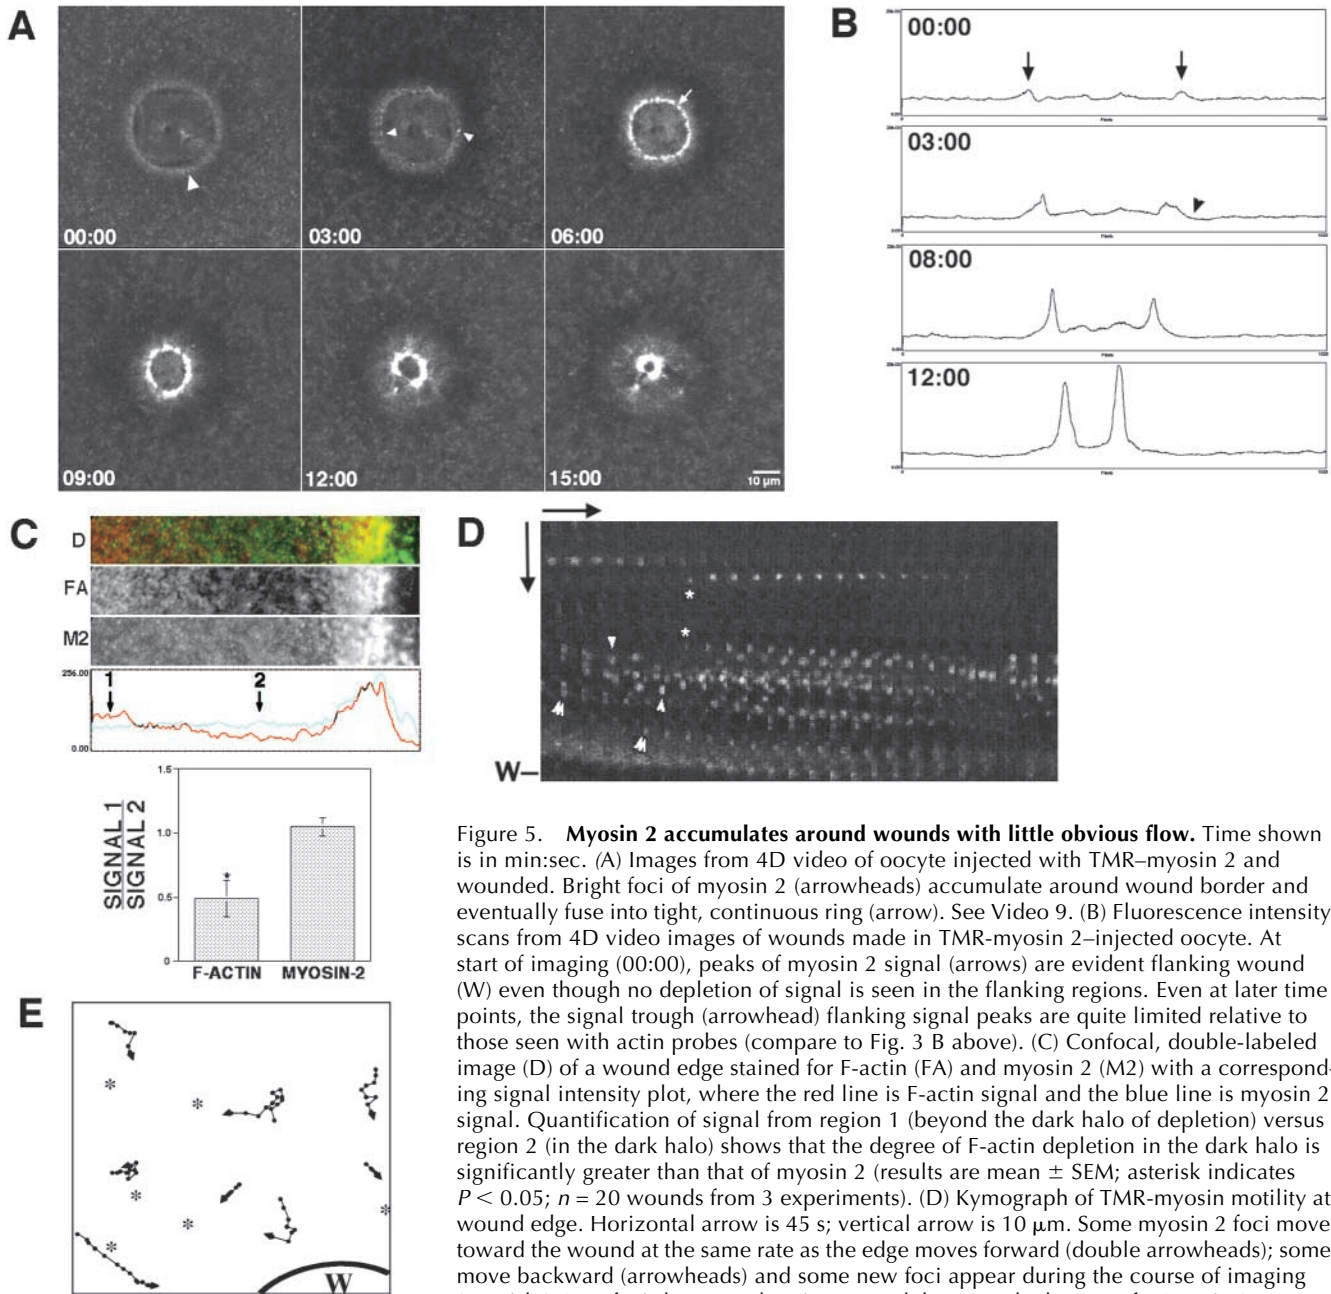 A
00:00
03:00
06:00
09:00
12:00
15:00
10 µm
B
00:00
03:00
08:00
12:00
C
D
FA
M2
256.00
0.00
1
2
SIGNAL 1
SIGNAL 2
1.5
1.0
0.5
0
*
F-ACTIN
MYOSIN-2
D
*
*
W
E
*
*
*
*
*
*
W
Figure 5. Myosin 2 accumulates around wounds with little obvious flow. Time shown
is in min:sec. (A) Images from 4D video of oocyte injected with TMR–myosin 2 and
wounded. Bright foci of myosin 2 (arrowheads) accumulate around wound border and
eventually fuse into tight, continuous ring (arrow). See Video 9. (B) Fluorescence intensity
scans from 4D video images of wounds made in TMR-myosin 2–injected oocyte. At
start of imaging (00:00), peaks of myosin 2 signal (arrows) are evident flanking wound
(W) even though no depletion of signal is seen in the flanking regions. Even at later time
points, the signal trough (arrowhead) flanking signal peaks are quite limited relative to
those seen with actin probes (compare to Fig. 3 B above). (C) Confocal, double-labeled
image (D) of a wound edge stained for F-actin (FA) and myosin 2 (M2) with a correspond-
ing signal intensity plot, where the red line is F-actin signal and the blue line is myosin 2
signal. Quantification of signal from region 1 (beyond the dark halo of depletion) versus
region 2 (in the dark halo) shows that the degree of F-actin depletion in the dark halo is
significantly greater than that of myosin 2 (results are mean ± SEM; asterisk indicates
P < 0.05; n = 20 wounds from 3 experiments). (D) Kymograph of TMR-myosin motility at
wound edge. Horizontal arrow is 45 s; vertical arrow is 10 µm. Some myosin 2 foci move
toward the wound at the same rate as the edge moves forward (double arrowheads); some
move backward (arrowheads) and some new foci appear during the course of imaging